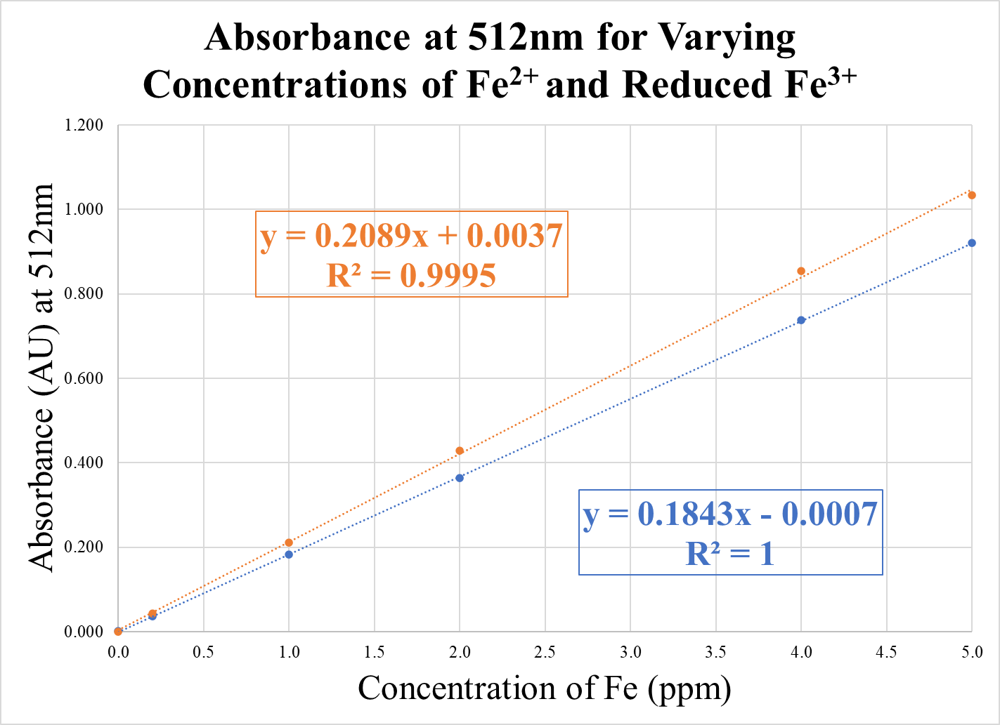 Absorbance at 512nm for Varying
Concentrations of Fe²⁺ and Reduced Fe³⁺
1.200
1.000
0.800
0.600
0.400
0.200
0.000
Absorbance (AU) at 512nm
y = 0.2089x + 0.0037
R² = 0.9995
y = 0.1843x - 0.0007
R² = 1
0.0 0.5 1.0 1.5 2.0 2.5 3.0 3.5 4.0 4.5 5.0
Concentration of Fe (ppm)